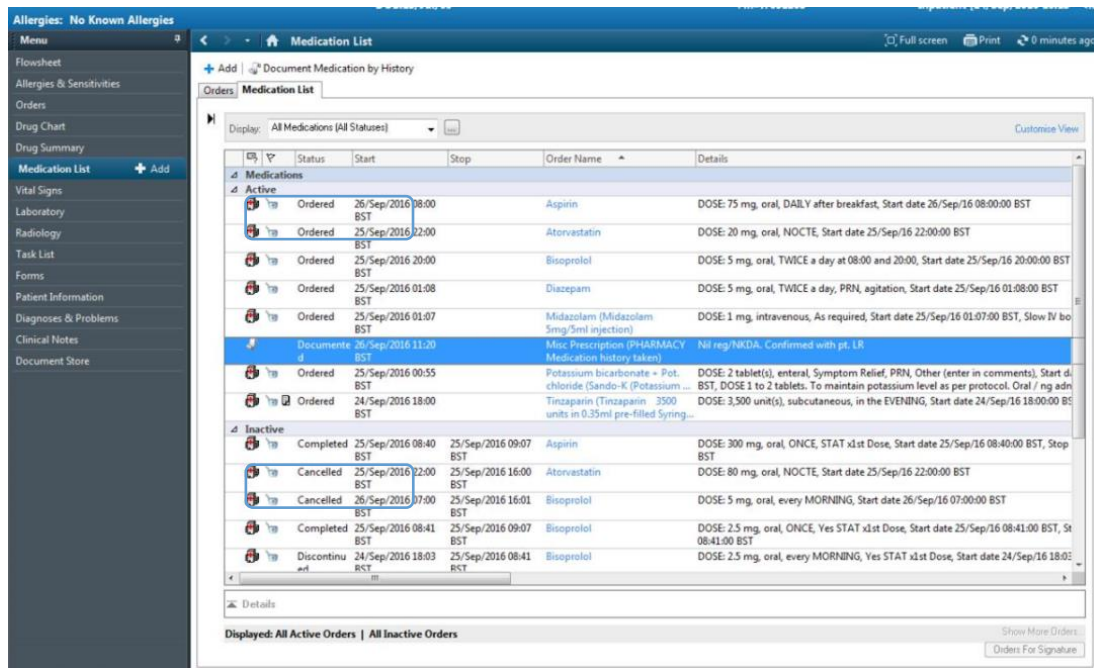 Allergies: No Known Allergies
Menu
Medication List
Full screen Print 0 minutes ago
Flowsheet
Allergies & Sensitivities
Orders
Drug Chart
Drug Summary
Medication List Add
Vital Signs
Laboratory
Radiology
Task List
Forms
Patient Information
Diagnoses & Problems
Clinical Notes
Document Store
Add Document Medication by History
Orders Medication List
Display: All Medications (All Statuses) ... Customise View
Status Start Stop Order Name Details
Medications
Active
Ordered 26/Sep/2016 08:00 Aspirin DOSE: 75 mg, oral, DAILY after breakfast, Start date 26/Sep/16 08:00:00 BST
BST
Ordered 25/Sep/2016 22:00 Atorvastatin DOSE: 20 mg, oral, NOCTE, Start date 25/Sep/16 22:00:00 BST
BST
Ordered 25/Sep/2016 20:00 Bisoprolol DOSE: 5 mg, oral, TWICE a day at 08:00 and 20:00, Start date 25/Sep/16 20:00:00 BST
BST
Ordered 25/Sep/2016 01:08 Diazepam DOSE: 5 mg, oral, TWICE a day, PRN, agitation, Start date 25/Sep/16 01:08:00 BST
BST
Ordered 25/Sep/2016 01:07 Midazolam (Midazolam DOSE: 1 mg, intravenous, As required, Start date 25/Sep/16 01:07:00 BST, Slow IV bo
BST 5mg/5ml injection)
Documente 26/Sep/2016 11:20 Misc Prescription (PHARMACY Nil reg/NKDA. Confirmed with pt. LR
d BST Medication history taken)
Ordered 25/Sep/2016 00:55 Potassium bicarbonate + Pot. DOSE: 2 tablet(s), enteral, Symptom Relief, PRN, Other (enter in comments), Start d
BST chloride (Sando-K (Potassium ... BST, DOSE 1 to 2 tablets. To maintain potassium level as per protocol. Oral / ng adn
Ordered 24/Sep/2016 18:00 Tinzaparin (Tinzaparin 3500 DOSE: 3,500 unit(s), subcutaneous, in the EVENING, Start date 24/Sep/16 18:00:00 BS
BST units in 0.35ml pre-filled Syring...
Inactive
Completed 25/Sep/2016 08:40 25/Sep/2016 09:07 Aspirin DOSE: 300 mg, oral, ONCE, STAT x1st Dose, Start date 25/Sep/16 08:40:00 BST, Stop
BST BST BST
Cancelled 25/Sep/2016 22:00 25/Sep/2016 16:00 Atorvastatin DOSE: 80 mg, oral, NOCTE, Start date 25/Sep/16 22:00:00 BST
BST BST
Cancelled 26/Sep/2016 07:00 25/Sep/2016 16:01 Bisoprolol DOSE: 5 mg, oral, every MORNING, Start date 26/Sep/16 07:00:00 BST
BST BST
Completed 25/Sep/2016 08:41 25/Sep/2016 09:07 Bisoprolol DOSE: 2.5 mg, oral, ONCE, Yes STAT x1st Dose, Start date 25/Sep/16 08:41:00 BST, St
BST BST 08:41:00 BST
Discontinu 24/Sep/2016 18:03 25/Sep/2016 08:41 Bisoprolol DOSE: 2.5 mg, oral, every MORNING, Yes STAT x1st Dose, Start date 24/Sep/16 18:03
ed BST BST
Details
Displayed: All Active Orders | All Inactive Orders
Show More Orders...
Orders For Signature